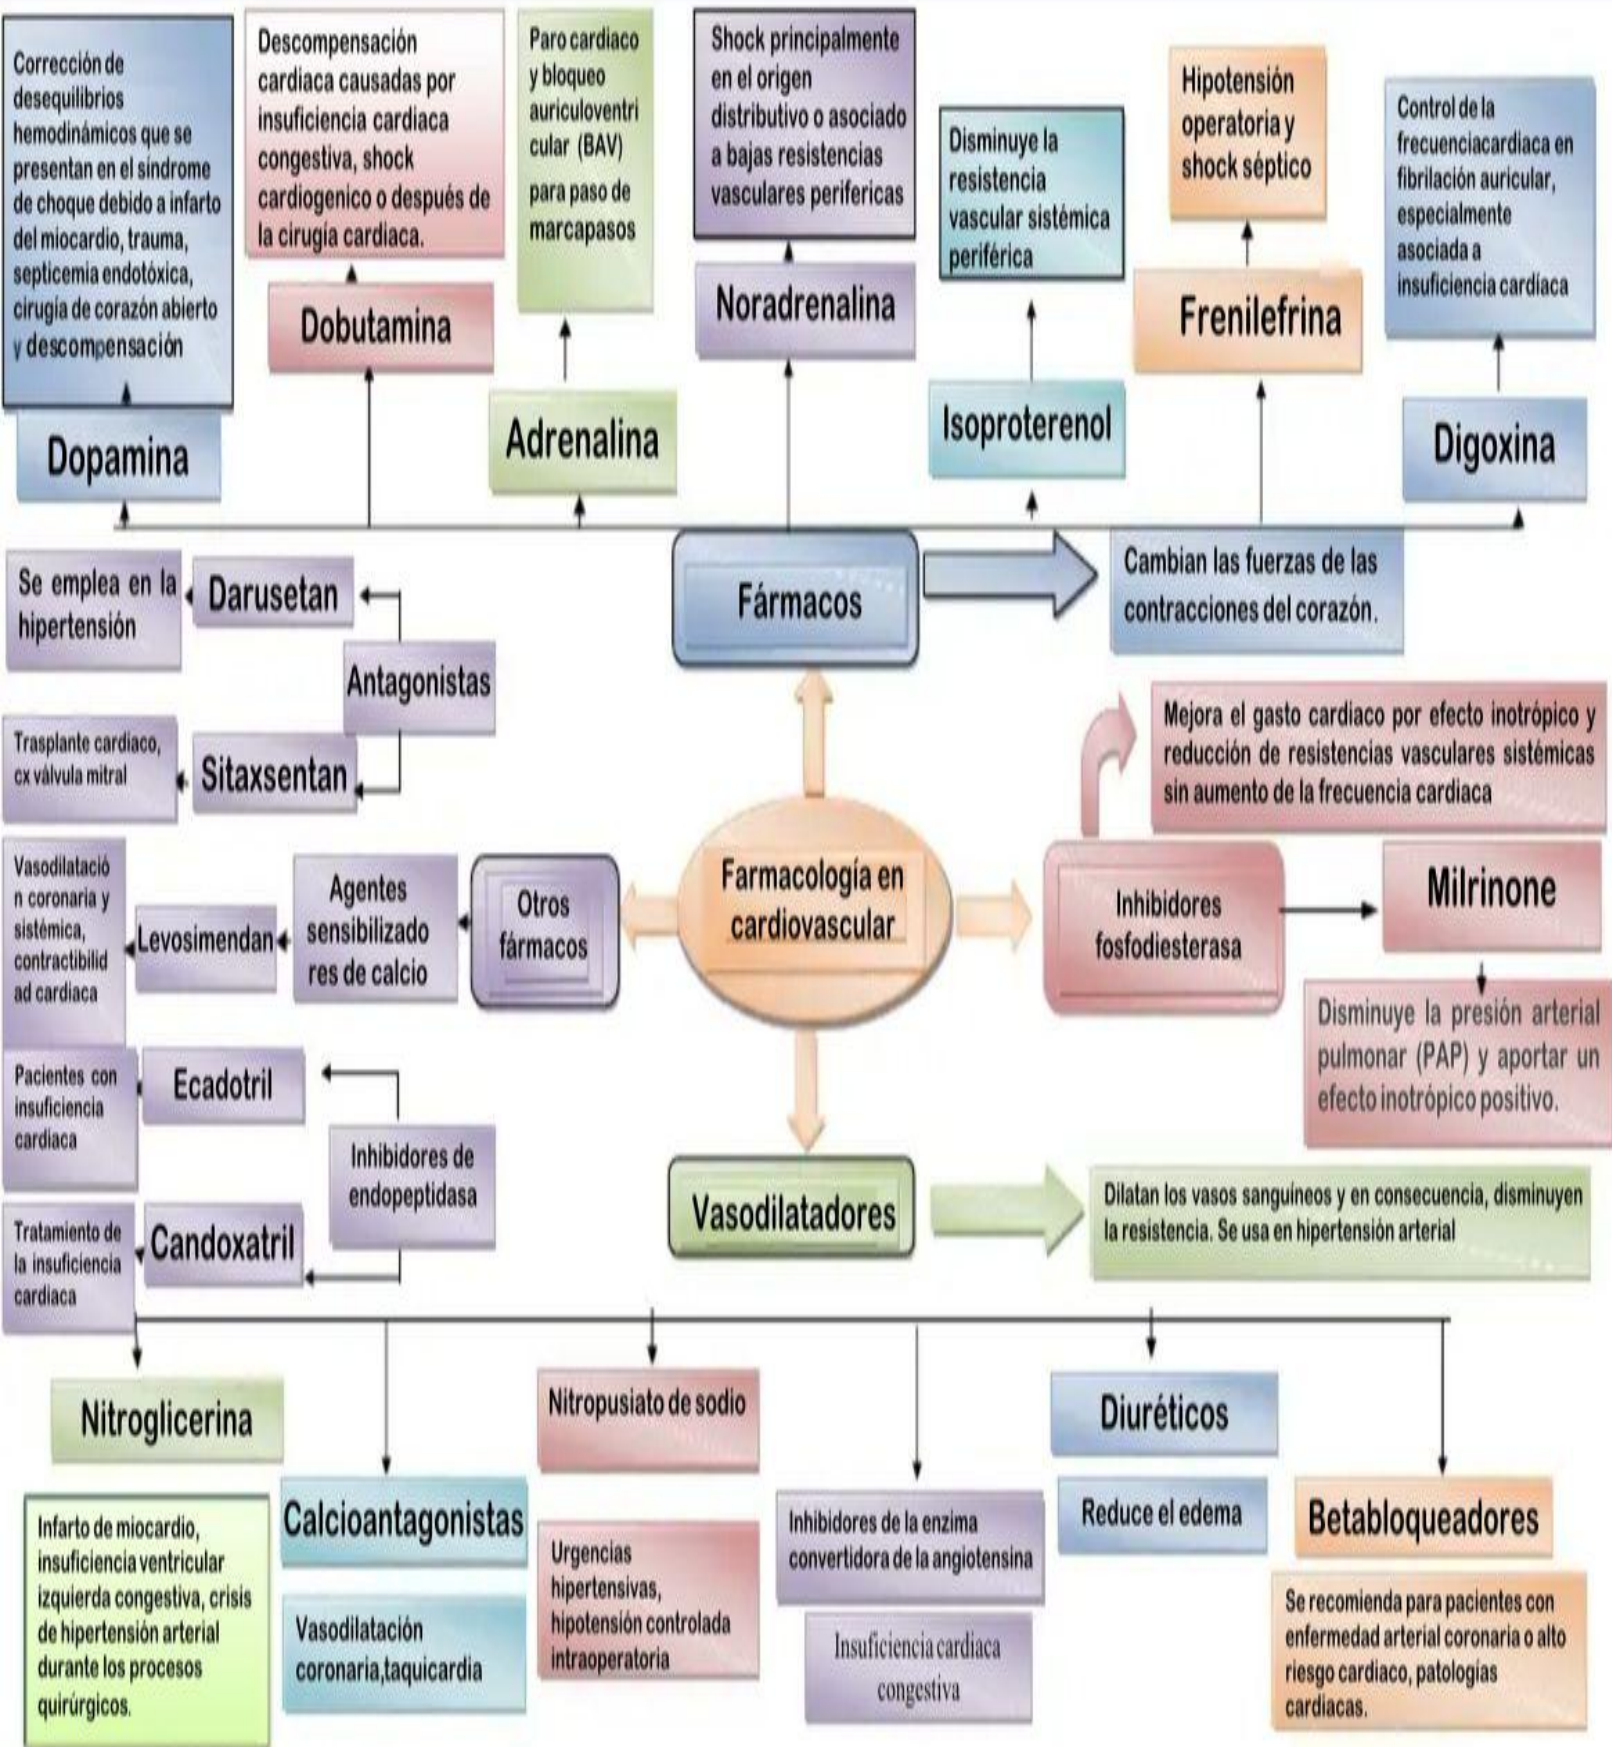 Corrección de
desequilibrios
hemodinámicos que se
presentan en el síndrome
de choque debido a infarto
del miocardio, trauma,
septicemia endotóxica,
cirugía de corazón abierto
y descompensación
Dopamina
Descompensación
cardiaca causadas por
insuficiencia cardiaca
congestiva, shock
cardiogenico o después de
la cirugía cardiaca.
Dobutamina
Paro cardiaco
y bloqueo
auriculoventri
cular (BAV)
para paso de
marcapasos
Adrenalina
Shock principalmente
en el origen
distributivo o asociado
a bajas resistencias
vasculares perifericas
Noradrenalina
Disminuye la
resistencia
vascular sistémica
periférica
Isoproterenol
Hipotensión
operatoria y
shock séptico
Frenilefrina
Control de la
frecuenciacardiaca en
fibrilación auricular,
especialmente
asociada a
insuficiencia cardiaca
Digoxina
Fármacos
Cambian las fuerzas de las
contracciones del corazón.
Se emplea en la
hipertensión
Darusetan
Antagonistas
Trasplante cardiaco,
cx válvula mitral
Sitaxsentan
Mejora el gasto cardiaco por efecto inotrópico y
reducción de resistencias vasculares sistémicas
sin aumento de la frecuencia cardiaca
Vasodilatació
n coronaria y
sistémica,
contractibilid
ad cardiaca
Levosimendan
Agentes
sensibilizado
res de calcio
Otros
fármacos
Farmacología en
cardiovascular
Inhibidores
fosfodiesterasa
Milrinone
Disminuye la presión arterial
pulmonar (PAP) y aportar un
efecto inotrópico positivo.
Pacientes con
insuficiencia
cardiaca
Ecadotril
Inhibidores de
endopeptidasa
Tratamiento de
la insuficiencia
cardiaca
Candoxatril
Vasodilatadores
Dilatan los vasos sanguíneos y en consecuencia, disminuyen
la resistencia. Se usa en hipertensión arterial
Nitroglicerina
Infarto de miocardio,
insuficiencia ventricular
izquierda congestiva, crisis
de hipertensión arterial
durante los procesos
quirúrgicos.
Calcioantagonistas
Vasodilatación
coronaria,taquicardia
Nitropusiato de sodio
Urgencias
hipertensivas,
hipotensión controlada
intraoperatoria
Inhibidores de la enzima
convertidora de la angiotensina
Insuficiencia cardiaca
congestiva
Diuréticos
Reduce el edema
Betabloqueadores
Se recomienda para pacientes con
enfermedad arterial coronaria o alto
riesgo cardiaco, patologías
cardiacas.